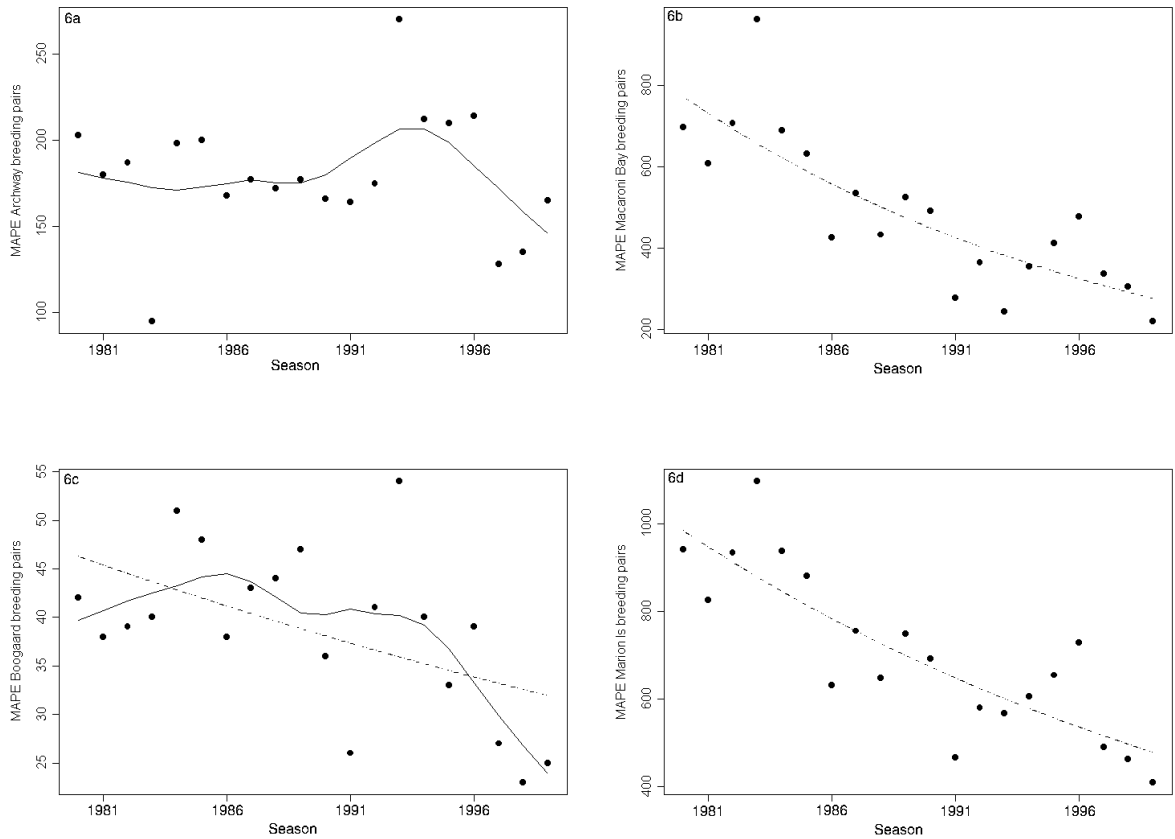 6a
MAPE Archway breeding pairs
250
200
150
100
1981
1986
1991
1996
Season
6b
MAPE Macaroni Bay breeding pairs
800
600
400
200
1981
1986
1991
1996
Season
6c
MAPE Boogaard breeding pairs
55
50
45
40
35
30
25
1981
1986
1991
1996
Season
6d
MAPE Marion Is breeding pairs
1000
800
600
400
1981
1986
1991
1996
Season